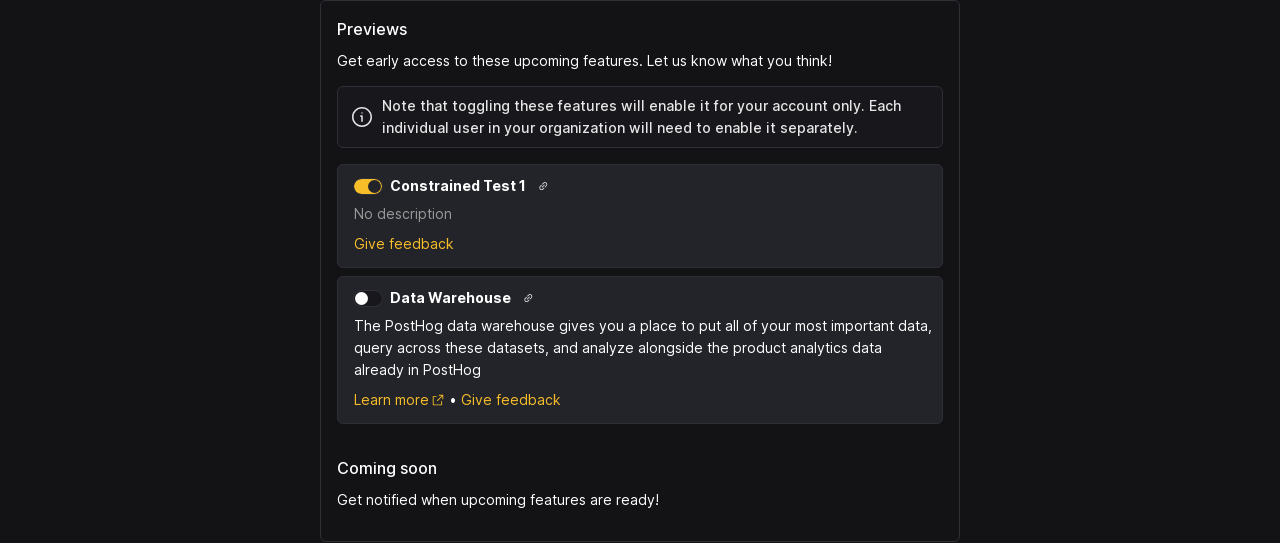 Previews
Get early access to these upcoming features. Let us know what you think!
Note that toggling these features will enable it for your account only. Each
individual user in your organization will need to enable it separately.
Constrained Test 1
No description
Give feedback
Data Warehouse
The PostHog data warehouse gives you a place to put all of your most important data,
query across these datasets, and analyze alongside the product analytics data
already in PostHog
Learn more • Give feedback
Coming soon
Get notified when upcoming features are ready!